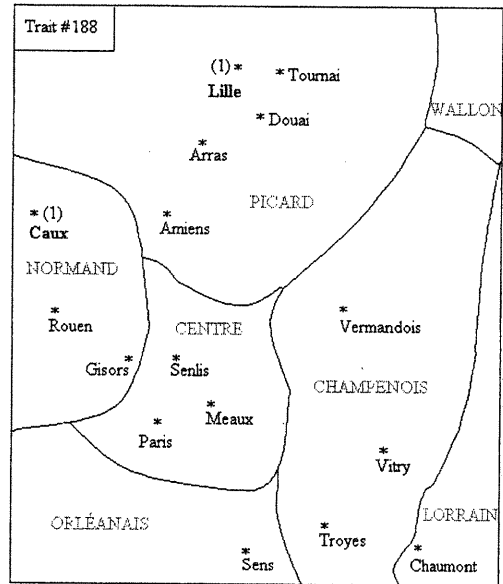 Trait #188
(1) * * Tournai
Lille
WALLON
* Douai
*
Arras
PICARD
* (1)
Caux
*
Amiens
NORMAND
*
Rouen
CENTRE
*
Vermandois
Gisors *
*
Senlis
CHAMPENOIS
*
Meaux
*
Paris
*
Vitry
ORLÉANAIS
LORRAIN
*
Troyes
*
Sens
*
Chaumont